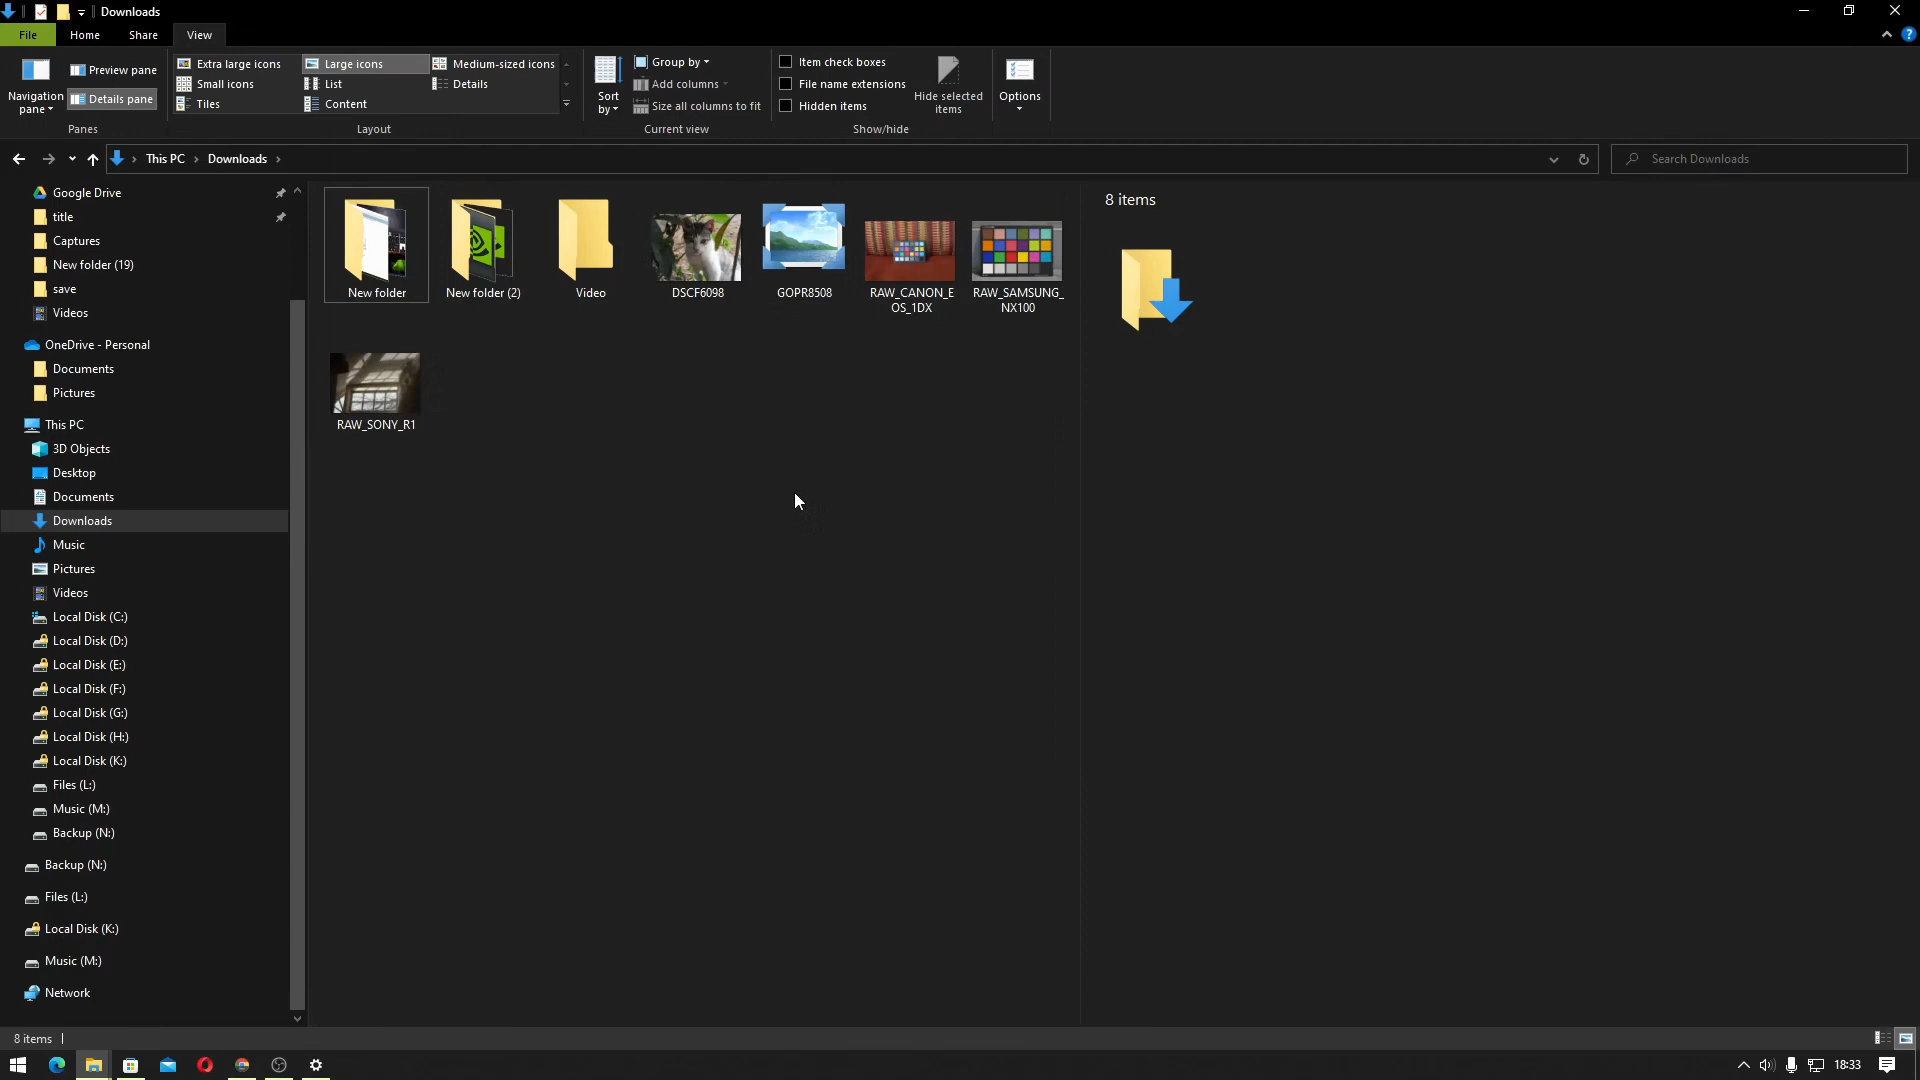 Downloads
File Home Share View
Navigation pane
Preview pane
Details pane
Panes
Extra large icons Large icons Medium-sized icons
Small icons List Details
Tiles Content
Layout
Sort by
Group by
Add columns
Size all columns to fit
Current view
Item check boxes
File name extensions
Hidden items
Hide selected items
Show/hide
Options
This PC > Downloads >
Search Downloads
Google Drive
title
Captures
New folder (19)
save
Videos
OneDrive - Personal
Documents
Pictures
This PC
3D Objects
Desktop
Documents
Downloads
Music
Pictures
Videos
Local Disk (C:)
Local Disk (D:)
Local Disk (E:)
Local Disk (F:)
Local Disk (G:)
Local Disk (H:)
Local Disk (K:)
Files (L:)
Music (M:)
Backup (N:)
Backup (N:)
Files (L:)
Local Disk (K:)
Music (M:)
Network
New folder
New folder (2)
Video
DSCF6098
GOPR8508
RAW_CANON_E
OS_1DX
RAW_SAMSUNG_
NX100
RAW_SONY_R1
8 items
8 items
18:33